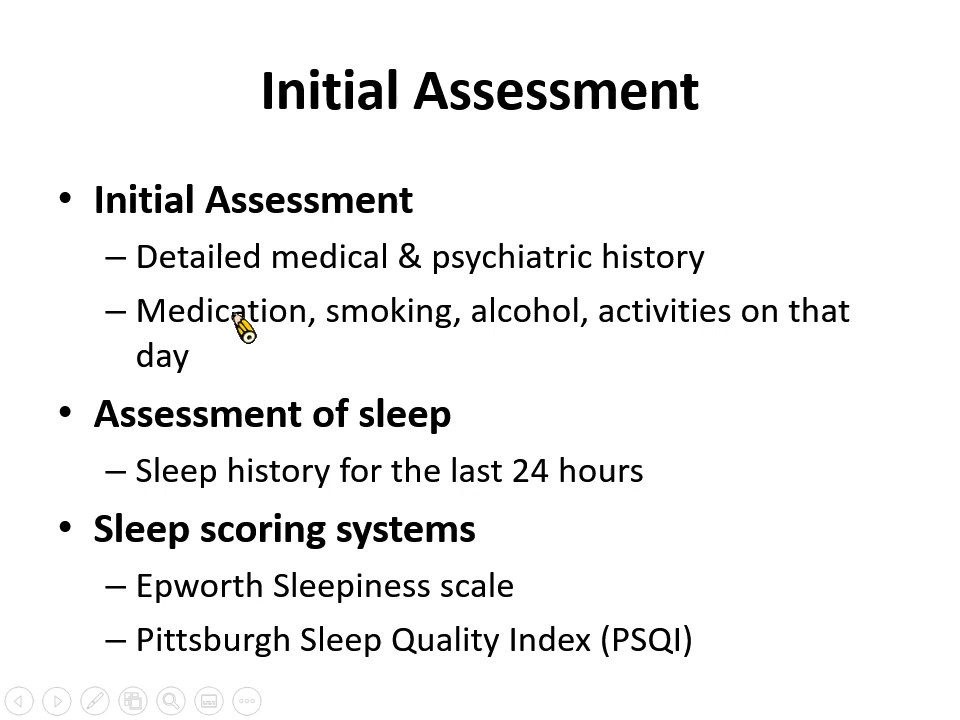 Initial Assessment
• Initial Assessment
– Detailed medical & psychiatric history
– Medication, smoking, alcohol, activities on that
day
• Assessment of sleep
– Sleep history for the last 24 hours
• Sleep scoring systems
– Epworth Sleepiness scale
– Pittsburgh Sleep Quality Index (PSQI)